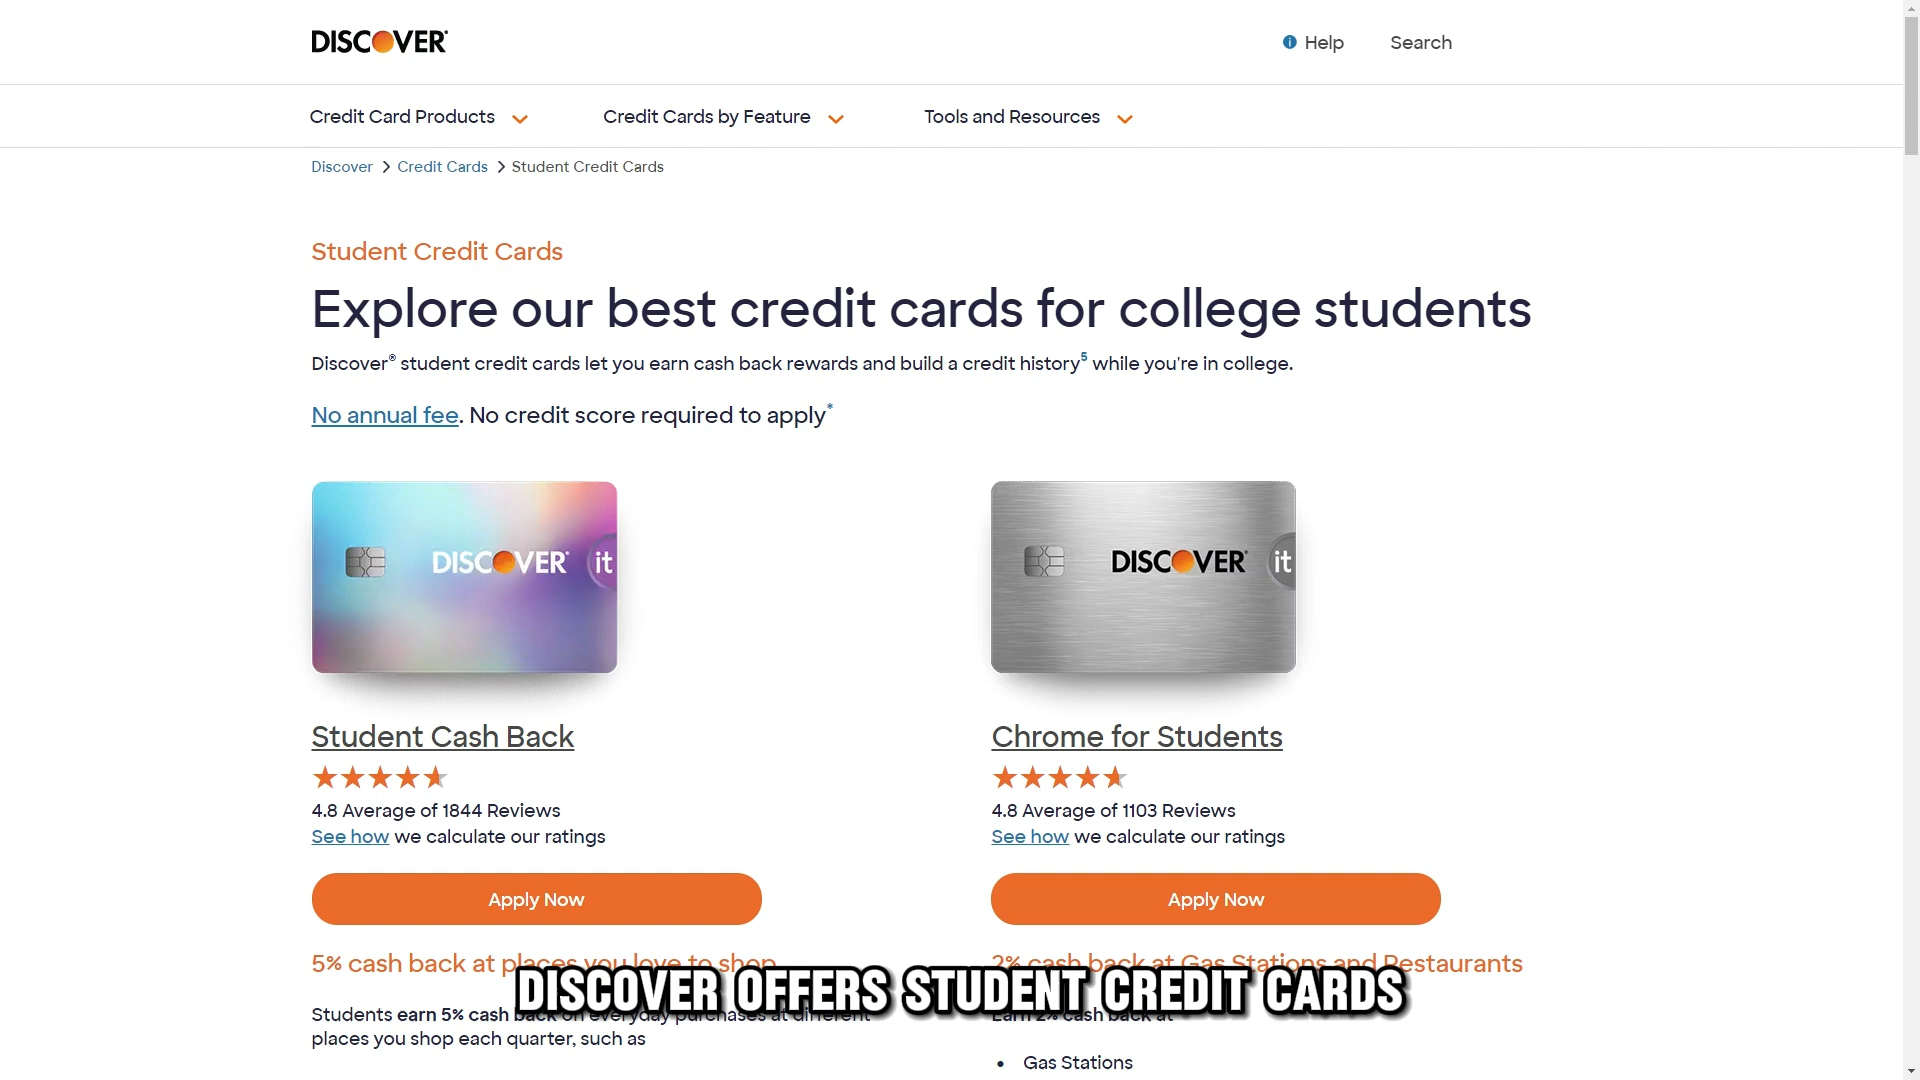 DISCOVER
Help
Search
Credit Card Products
Credit Cards by Feature
Tools and Resources
Discover > Credit Cards > Student Credit Cards
Student Credit Cards
Explore our best credit cards for college students
Discover® student credit cards let you earn cash back rewards and build a credit history⁵ while you're in college.
No annual fee. No credit score required to apply*
DISCOVER it
DISCOVER it
Student Cash Back
4.8 Average of 1844 Reviews
See how we calculate our ratings
Apply Now
5% cash back at places you love to shop
Students earn 5% cash back on everyday purchases at different
places you shop each quarter, such as
Chrome for Students
4.8 Average of 1103 Reviews
See how we calculate our ratings
Apply Now
2% cash back at Gas Stations and Restaurants
Earn 2% cash back at
• Gas Stations
DISCOVER OFFERS STUDENT CREDIT CARDS